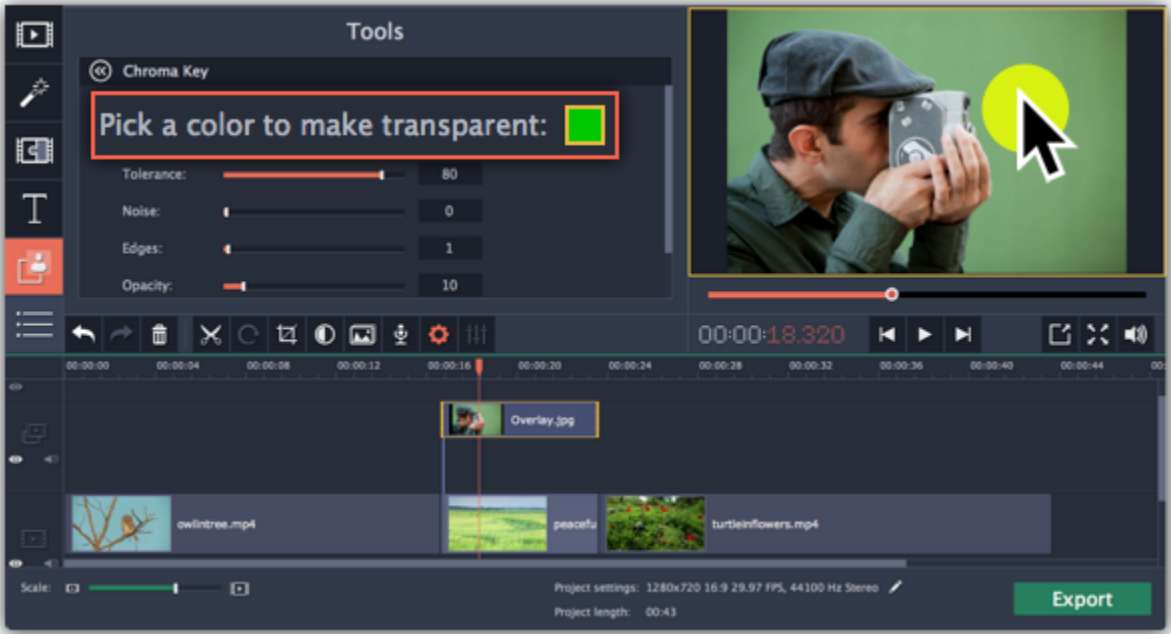 Tools
Chroma Key
Pick a color to make transparent:
Tolerance: 80
Noise: 0
Edges: 1
Opacity: 10
T
00:00:18.320
00:00:00 00:00:04 00:00:08 00:00:12 00:00:16 00:00:20 00:00:24 00:00:28 00:00:32 00:00:36 00:00:40 00:00:44 00:
Overlay.jpg
owlintree.mp4 peacefu turtleinflowers.mp4
Scale: Project settings: 1280x720 16:9 29.97 FPS, 44100 Hz Stereo
Project length: 00:43
Export